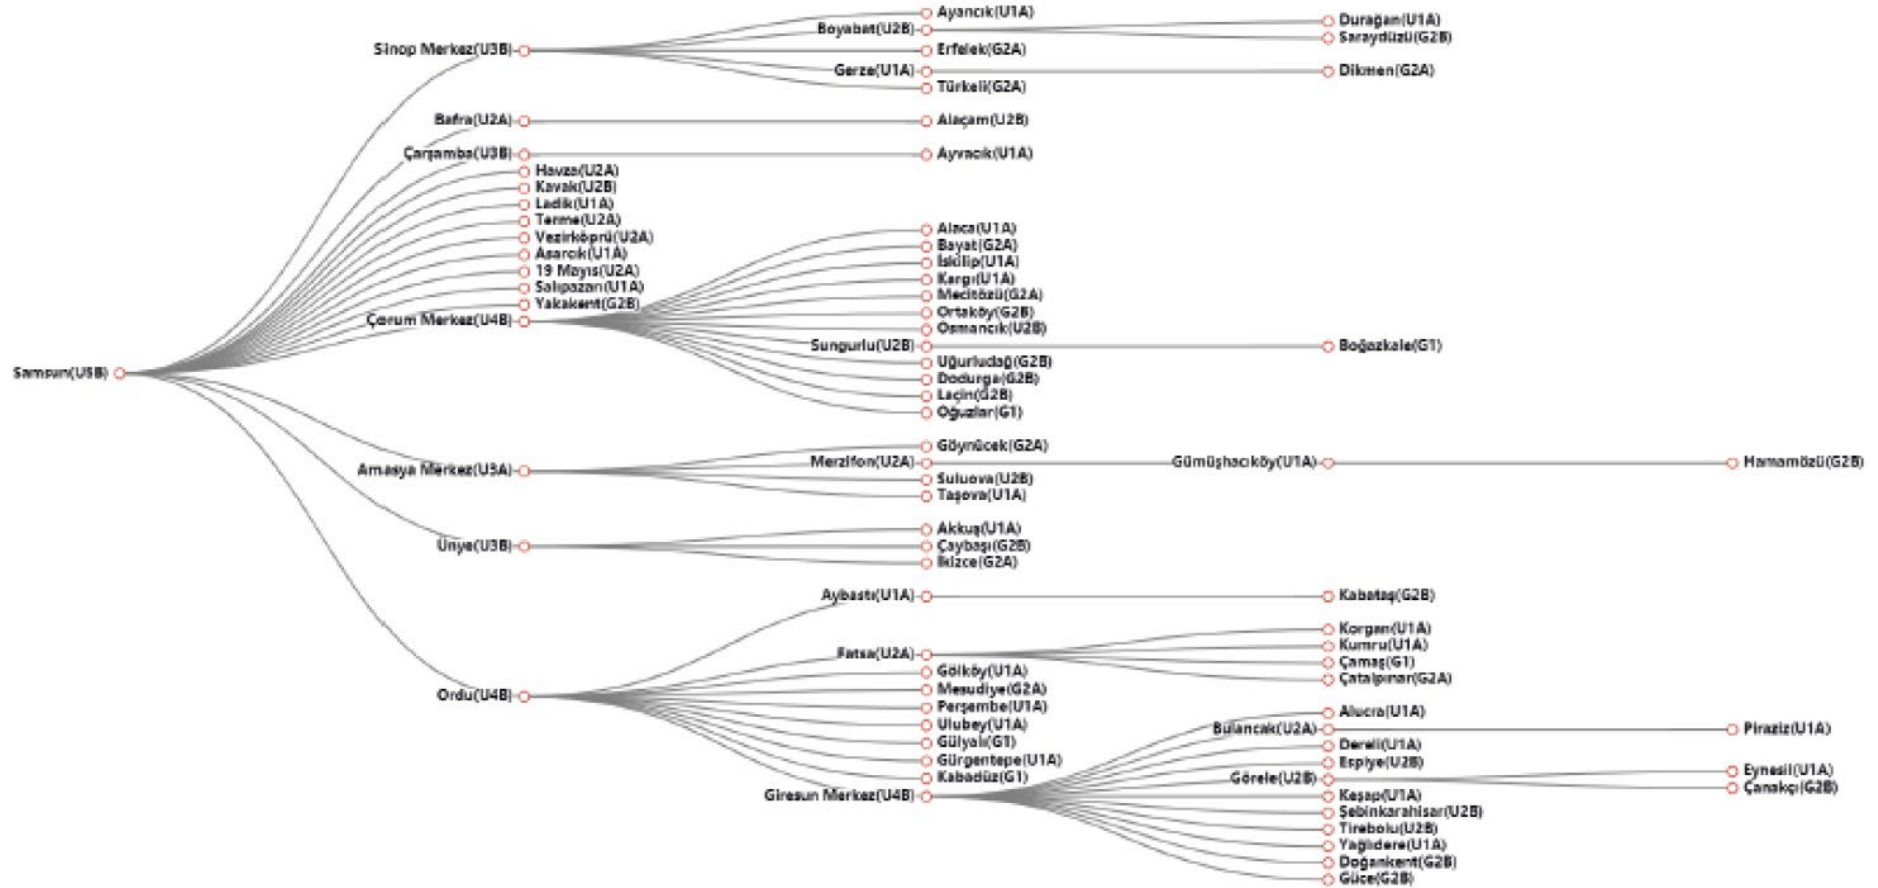 Ayancık(U1A)
Durağan(U1A)
Boyabat(U2B)
Saraydüzü(G2B)
Sinop Merkez(U3B)
Erfelek(G2A)
Gerze(U1A)
Dikmen(G2A)
Türkeli(G2A)
Bafra(U2A)
Alaçam(U2B)
Çarşamba(U3B)
Ayvacık(U1A)
Havza(U2A)
Kavak(U2B)
Ladik(U1A)
Terme(U2A)
Vezirköprü(U2A)
Asarcık(U1A)
19 Mayıs(U2A)
Salıpazarı(U1A)
Yakakent(G2B)
Çorum Merkez(U4B)
Alaca(U1A)
Bayat(G2A)
İskilip(U1A)
Kargı(U1A)
Mecitözü(G2A)
Ortaköy(G2B)
Osmancık(U2B)
Sungurlu(U2B)
Boğazkale(G1)
Uğurludağ(G2B)
Dodurga(G2B)
Laçin(G2B)
Oğuzlar(G1)
Samsun(U5B)
Göynücek(G2A)
Merzifon(U2A)
Gümüşhacıköy(U1A)
Hamamözü(G2B)
Amasya Merkez(U3A)
Suluova(U2B)
Taşova(U1A)
Akkuş(U1A)
Ünye(U3B)
Çaybaşı(G2B)
İkizce(G2A)
Aybastı(U1A)
Kabataş(G2B)
Korgan(U1A)
Fatsa(U2A)
Kumru(U1A)
Çamaş(G1)
Çatalpınar(G2A)
Gölköy(U1A)
Mesudiye(G2A)
Ordu(U4B)
Perşembe(U1A)
Ulubey(U1A)
Gülyalı(G1)
Gürgentepe(U1A)
Kabadüz(G1)
Giresun Merkez(U4B)
Alucra(U1A)
Bulancak(U2A)
Piraziz(U1A)
Dereli(U1A)
Espiye(U2B)
Görele(U2B)
Eynesil(U1A)
Çanakçı(G2B)
Keşap(U1A)
Şebinkarahisar(U2B)
Tirebolu(U2B)
Yağlıdere(U1A)
Doğankent(G2B)
Güce(G2B)